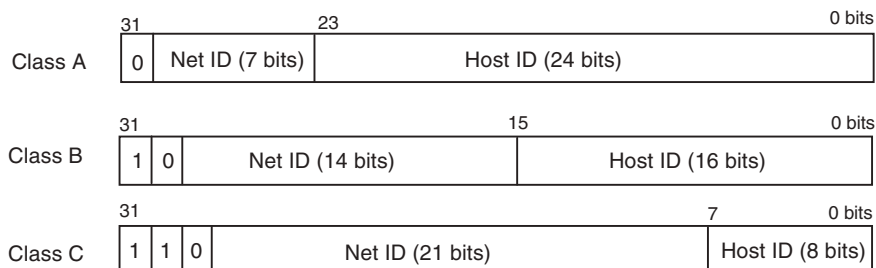 31 23 0 bits
Class A 0 Net ID (7 bits) Host ID (24 bits)
31 15 0 bits
Class B 1 0 Net ID (14 bits) Host ID (16 bits)
31 7 0 bits
Class C 1 1 0 Net ID (21 bits) Host ID (8 bits)